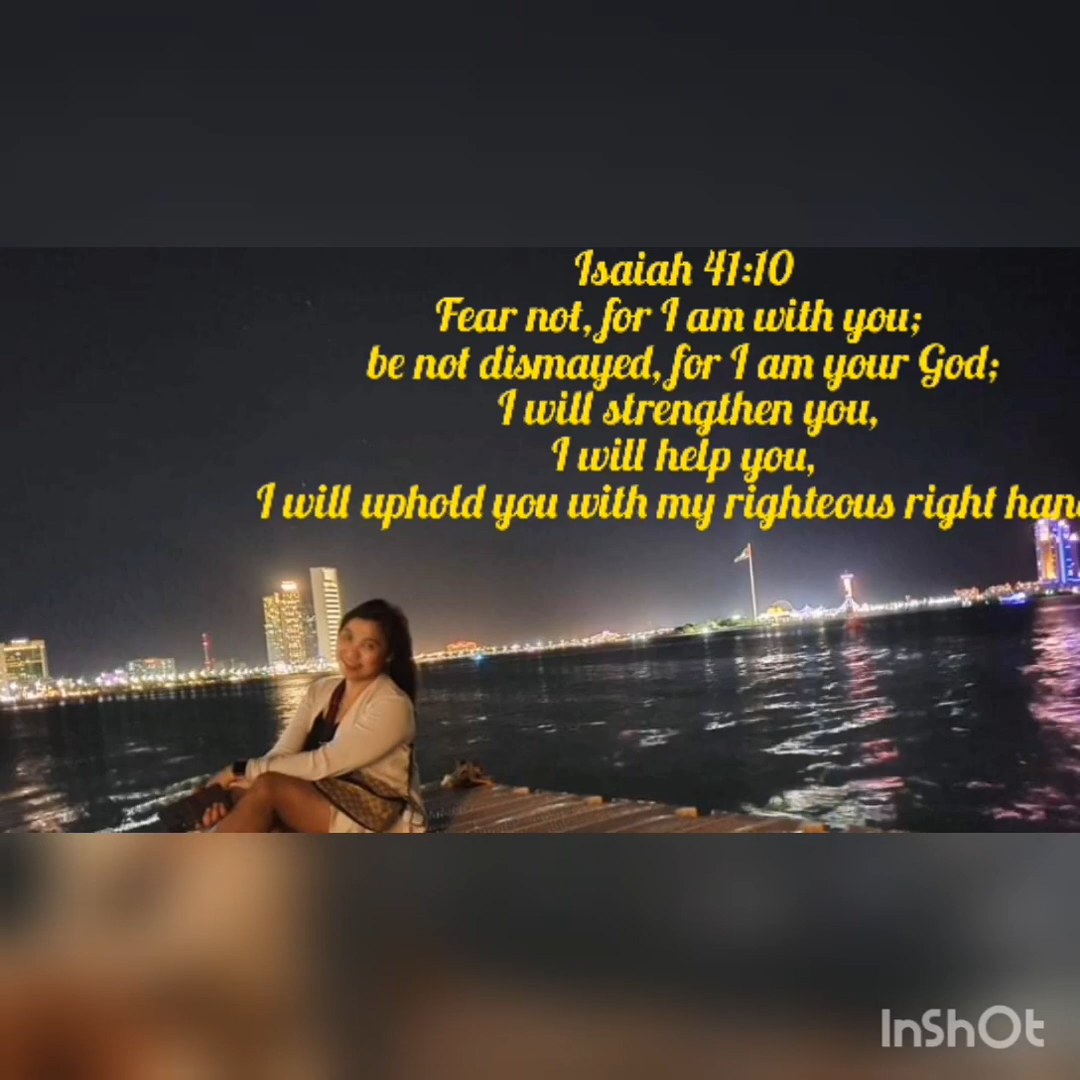 Isaiah 41:10
Fear not, for I am with you;
be not dismayed, for I am your God;
I will strengthen you,
I will help you,
I will uphold you with my righteous right
InShOt